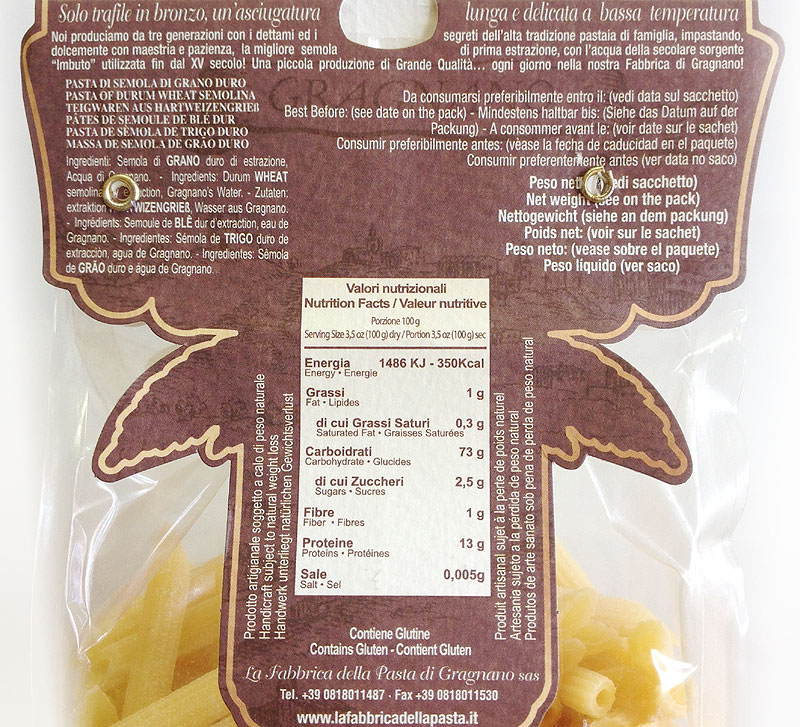 Solo trafile in bronzo, un'asciugatura lunga e delicata a bassa temperatura
Noi produciamo da tre generazioni con i dettami ed i segreti dell'alta tradizione pastaia di famiglia, impastando,
dolcemente con maestria e pazienza, la migliore semola di prima estrazione, con l'acqua della secolare sorgente
"Imbuto" utilizzata fin dal XV secolo! Una piccola produzione di Grande Qualità... ogni giorno nella nostra Fabbrica di Gragnano!
PASTA DI SEMOLA DI GRANO DURO
PASTA OF DURUM WHEAT SEMOLINA
TEIGWAREN AUS HARTWEIZENGRIEß
PÂTES DE SEMOULE DE BLÉ DUR
PASTA DE SÉMOLA DE TRIGO DURO
MASSA DE SEMOLA DE GRÃO DURO
Ingredienti: Semola di GRANO duro di estrazione,
Acqua di Gragnano. - Ingredients: Durum WHEAT
semolina extraction, Gragnano's Water. - Zutaten:
extraktion HARTWIZENGRIEß, Wasser aus Gragnano.
- Ingrédients: Semoule de BLÈ dur d'extraction, eau de
Gragnano. - Ingredientes: Sémola de TRIGO duro de
extracción, agua de Gragnano. - Ingredientes: Sêmola
de GRÃO duro e água de Gragnano.
Da consumarsi preferibilmente entro il: (vedi data sul sacchetto)
Best Before: (see date on the pack) - Mindestens haltbar bis: (Siehe das Datum auf der
Packung) - A consommer avant le: (voir date sur le sachet)
Consumir preferibilmente antes: (vèase la fecha de caducidad en el paquete)
Consumir preferentemente antes (ver data no saco)
Peso netto (vedi sacchetto)
Net weight (see on the pack)
Nettogewicht (siehe an dem packung)
Poids net: (voir sur le sachet)
Peso neto: (vease sobre el paquete)
Peso liquido (ver saco)
Valori nutrizionali
Nutrition Facts / Valeur nutritive
Porzione 100 g
Serving Size 3,5 oz (100 g) dry / Portion 3,5 oz (100 g) sec
Energia 1486 KJ - 350Kcal
Energy • Energie
Grassi 1 g
Fat • Lipides
di cui Grassi Saturi 0,3 g
Saturated Fat • Graisses Saturées
Carboidrati 73 g
Carbohydrate • Glucides
di cui Zuccheri 2,5 g
Sugars • Sucres
Fibre 1 g
Fiber • Fibres
Proteine 13 g
Proteins • Protéines
Sale 0,005g
Salt • Sel
Prodotto artigianale soggetto a calo di peso naturale
Handicraft subject to natural weight loss
Handwerk unterliegt natürlichen Gewichtsverlust
Produit artisanal sujet à la perte de poids naturel
Artesania sujeto a la pérdida de peso natural
Produtos de arte sanato sob pena de perda de peso natural
Contiene Glutine
Contains Gluten - Contient Gluten
La Fabbrica della Pasta di Gragnano sas
Tel. +39 0818011487 - Fax +39 0818011530
www.lafabbricadellapasta.it